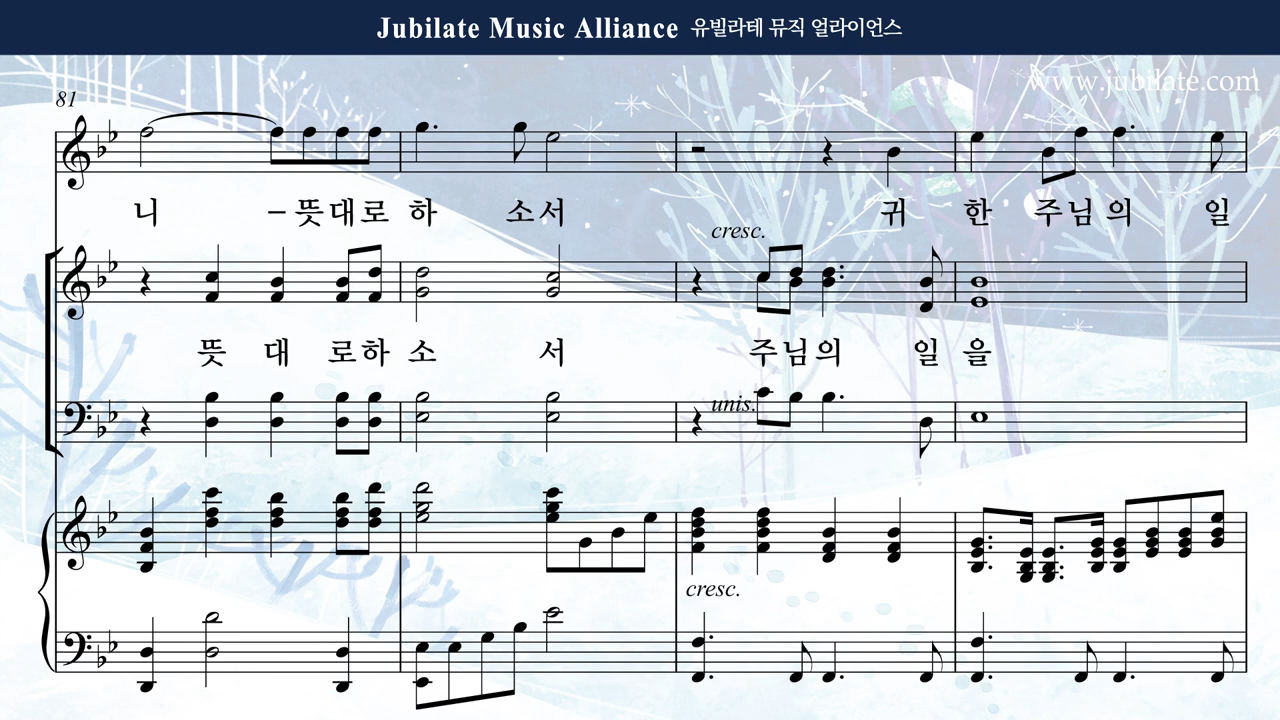 Jubilate Music Alliance 유빌라테 뮤직 얼라이언스
www.jubilate.com
81
니 –뜻대로 하 소서 귀 한 주님의 일
cresc.
뜻 대 로하 소 서 주님의 일 을
unis.
cresc.